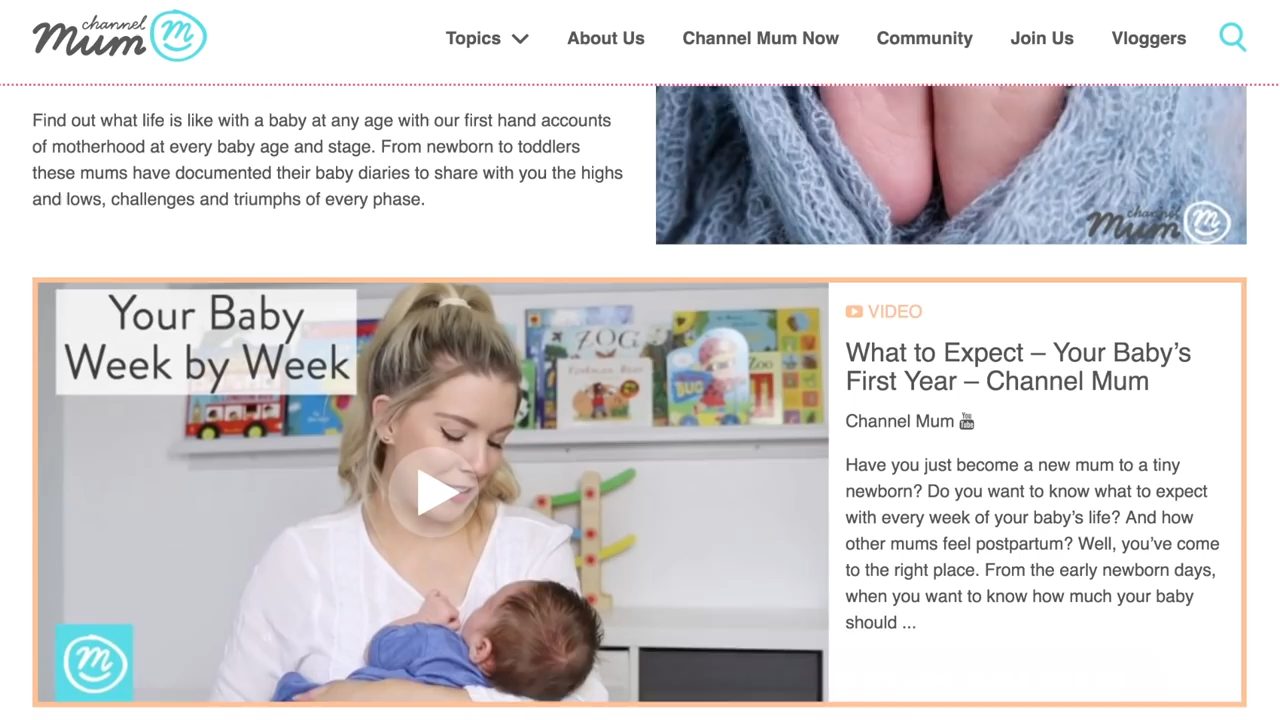 channel
mum m
Topics
About Us
Channel Mum Now
Community
Join Us
Vloggers
Find out what life is like with a baby at any age with our first hand accounts
of motherhood at every baby age and stage. From newborn to toddlers
these mums have documented their baby diaries to share with you the highs
and lows, challenges and triumphs of every phase.
channel
mum m
Your Baby
Week by Week
ZOG
BUG
ZOO
m
VIDEO
What to Expect – Your Baby’s
First Year – Channel Mum
Channel Mum You Tube
Have you just become a new mum to a tiny
newborn? Do you want to know what to expect
with every week of your baby’s life? And how
other mums feel postpartum? Well, you’ve come
to the right place. From the early newborn days,
when you want to know how much your baby
should ...